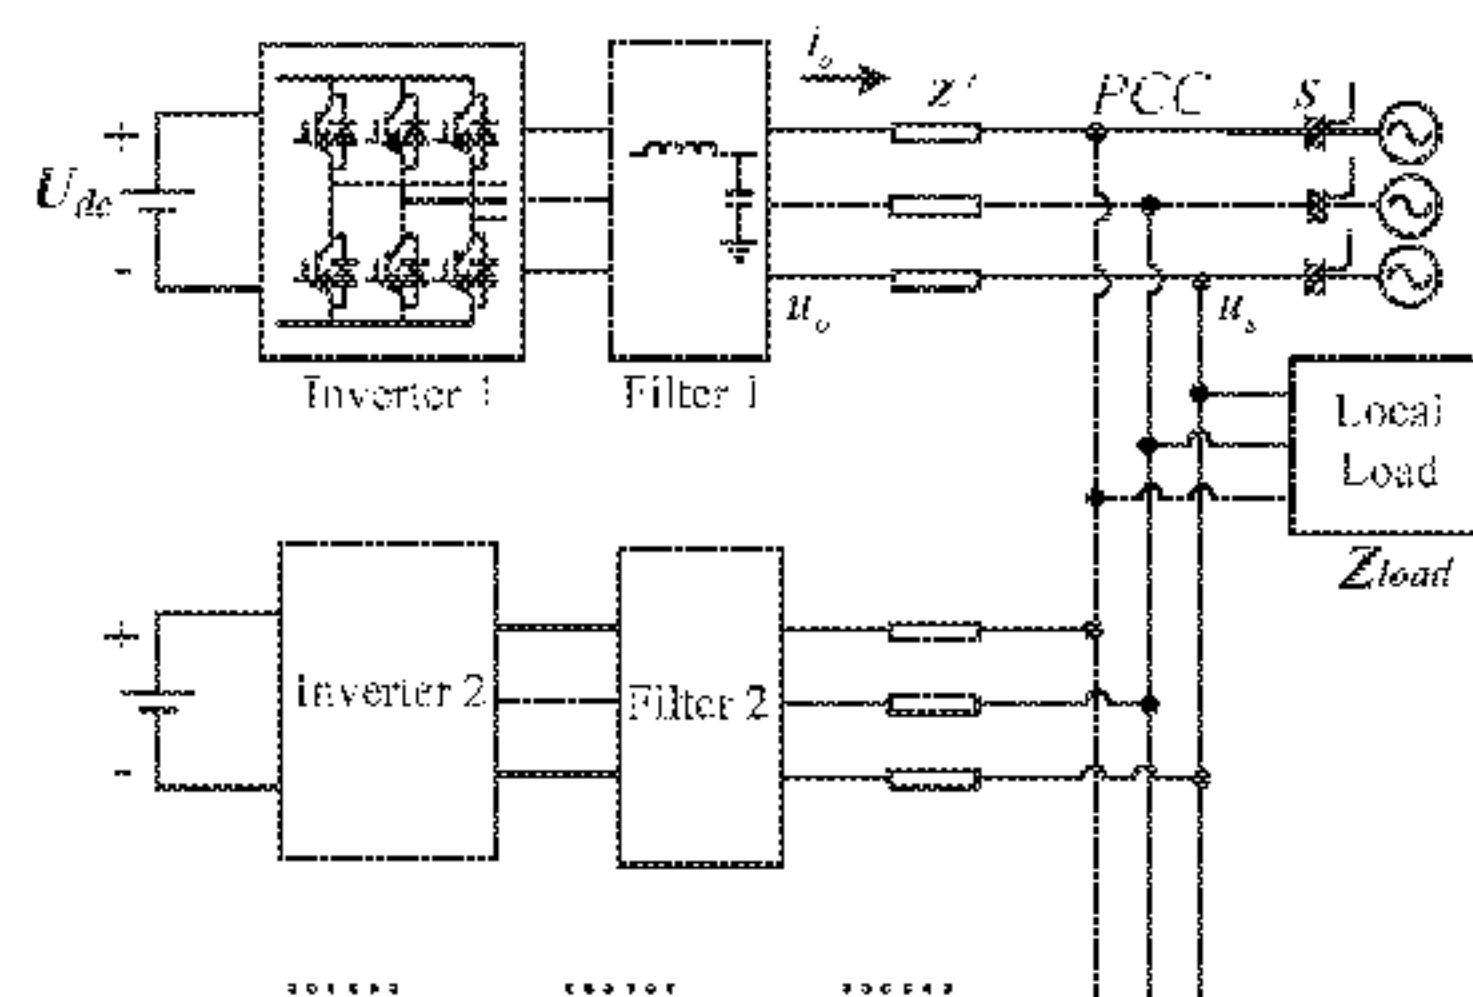 i_o
Z'
PCC
S
+
U_dc
-
u_o
u_s
Inverter 1
Filter 1
Local
Load
Z_load
+
Inverter 2
Filter 2
-